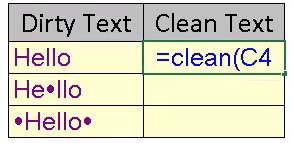 Dirty Text Clean Text
Hello =clean(C4
He•llo
•Hello•